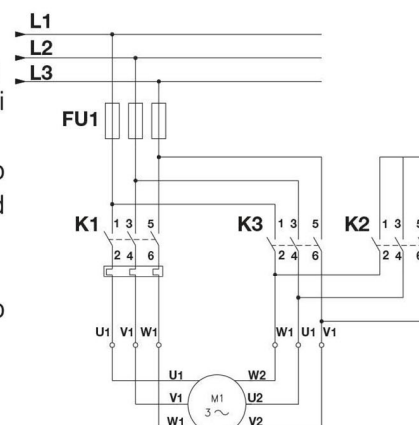 L1
L2
L3
i
FU1
o
d
K1 1 3 5 K3 1 3 5 K2 1 3 5
2 4 6 2 4 6 2 4 6
o
U1 V1 W1 W1 U1 V1
U1 W2
V1 M1 U2
3~
W1 V2